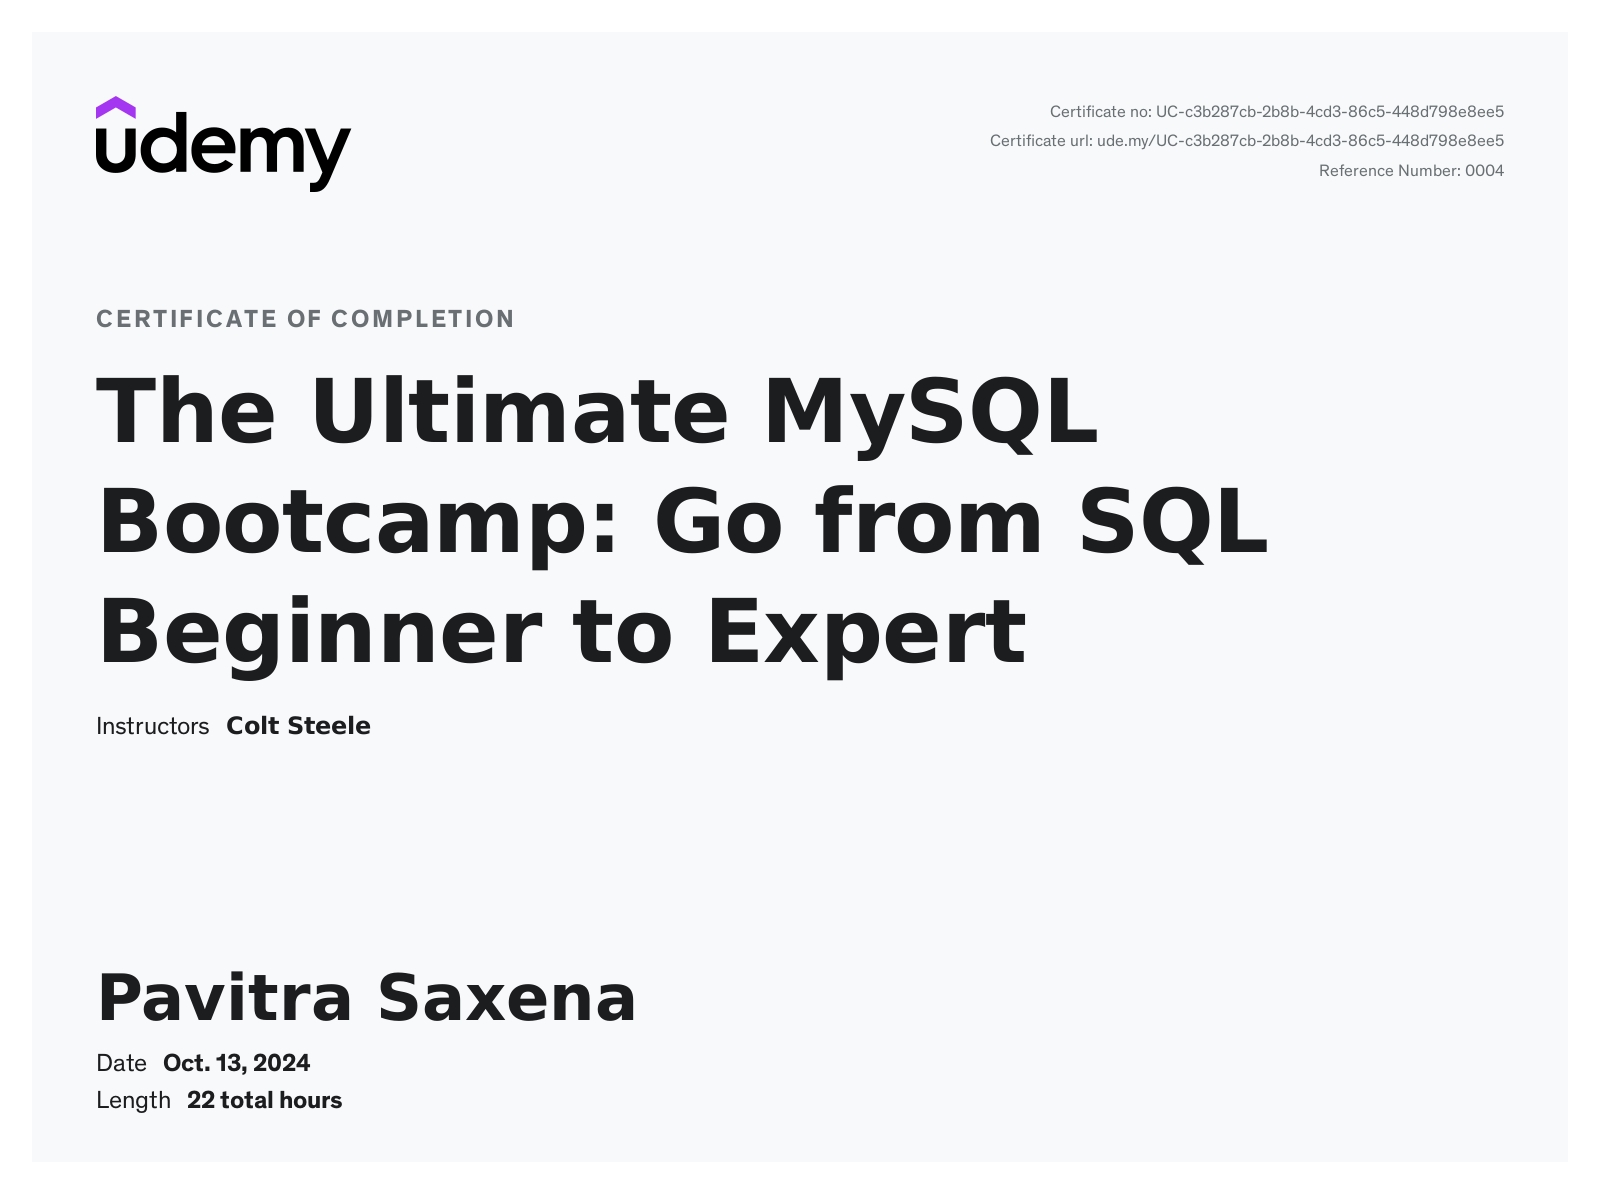 udemy
Certificate no: UC-c3b287cb-2b8b-4cd3-86c5-448d798e8ee5
Certificate url: ude.my/UC-c3b287cb-2b8b-4cd3-86c5-448d798e8ee5
Reference Number: 0004
CERTIFICATE OF COMPLETION
The Ultimate MySQL
Bootcamp: Go from SQL
Beginner to Expert
Instructors Colt Steele
Pavitra Saxena
Date Oct. 13, 2024
Length 22 total hours